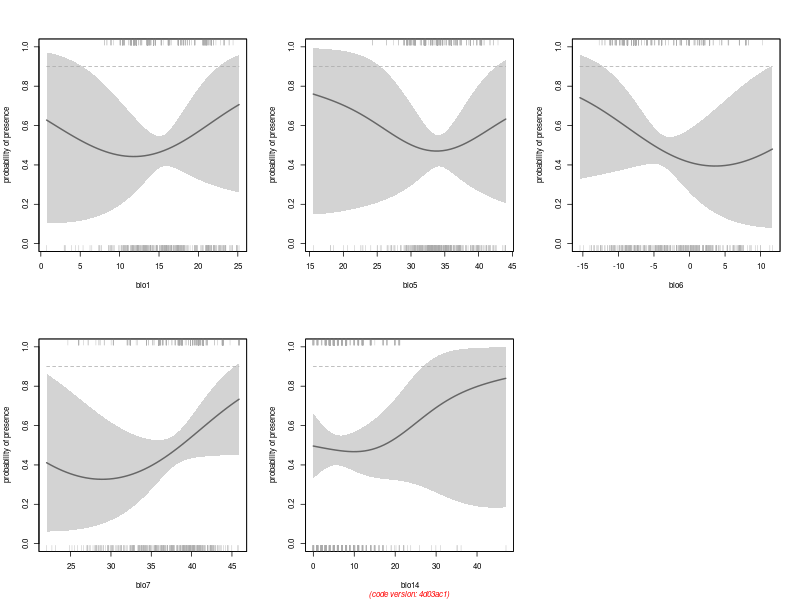 probability of presence
0.0 0.2 0.4 0.6 0.8 1.0
0 5 10 15 20 25
bio1
probability of presence
0.0 0.2 0.4 0.6 0.8 1.0
15 20 25 30 35 40 45
bio5
probability of presence
0.0 0.2 0.4 0.6 0.8 1.0
-15 -10 -5 0 5 10
bio6
probability of presence
0.0 0.2 0.4 0.6 0.8 1.0
25 30 35 40 45
bio7
probability of presence
0.0 0.2 0.4 0.6 0.8 1.0
0 10 20 30 40
bio14
(code version: 4d03ac1)